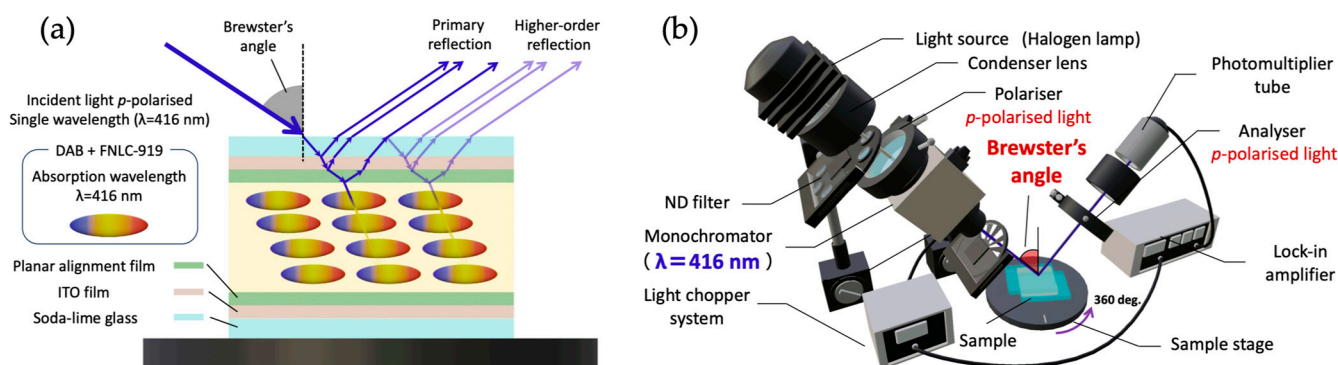 (a)
Brewster's
angle
Primary
reflection
Higher-order
reflection
Incident light p-polarised
Single wavelength (λ=416 nm)
DAB + FNLC-919
Absorption wavelength
λ=416 nm
Planar alignment film
ITO film
Soda-lime glass
(b)
Light source (Halogen lamp)
Condenser lens
Photomultiplier
tube
Polariser
p-polarised light
Analyser
p-polarised light
Brewster's
angle
ND filter
Monochromator
(λ=416 nm)
Lock-in
amplifier
Light chopper
system
360 deg.
Sample
Sample stage